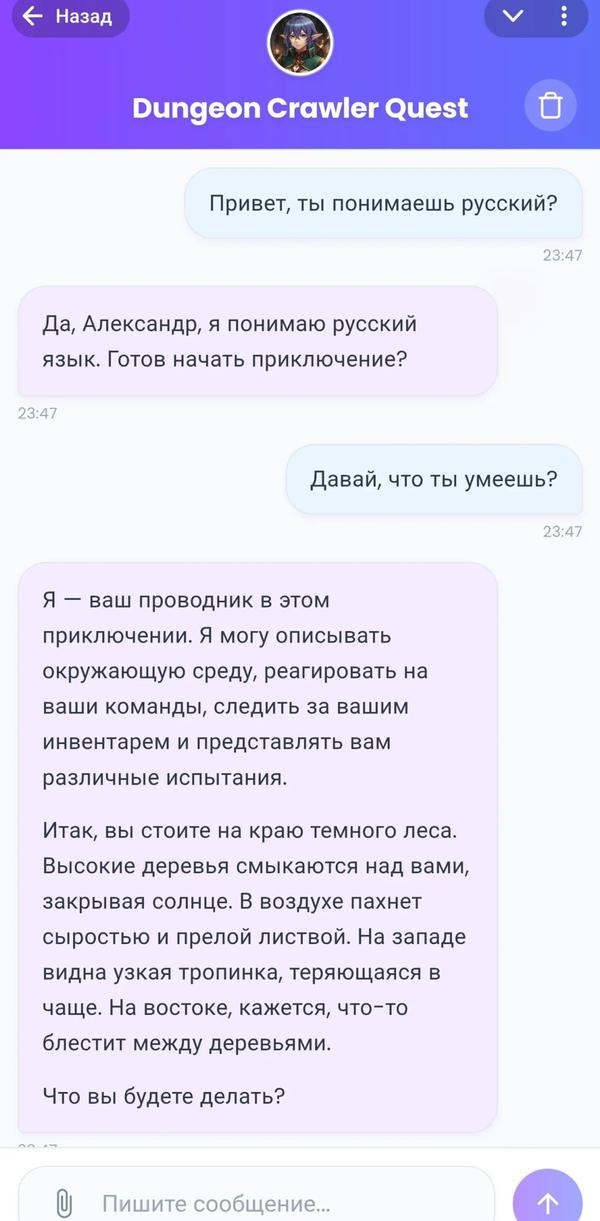 Назад
Dungeon Crawler Quest
Привет, ты понимаешь русский?
23:47
Да, Александр, я понимаю русский
язык. Готов начать приключение?
23:47
Давай, что ты умеешь?
23:47
Я — ваш проводник в этом
приключении. Я могу описывать
окружающую среду, реагировать на
ваши команды, следить за вашим
инвентарем и представлять вам
различные испытания.
Итак, вы стоите на краю темного леса.
Высокие деревья смыкаются над вами,
закрывая солнце. В воздухе пахнет
сыростью и прелой листвой. На западе
видна узкая тропинка, теряющаяся в
чаще. На востоке, кажется, что-то
блестит между деревьями.
Что вы будете делать?
Пишите сообщение...